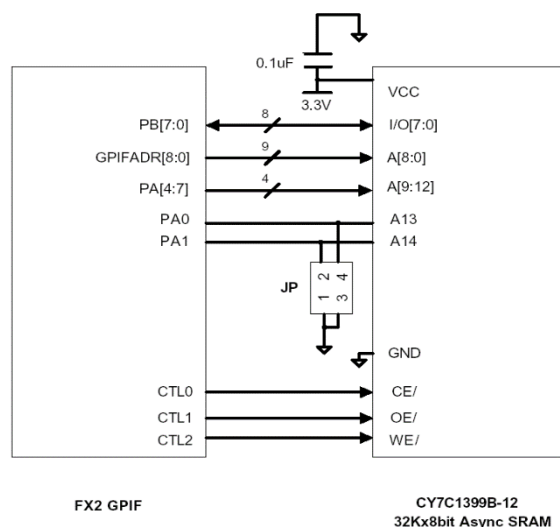 0.1uF
VCC
3.3V
PB[7:0] 8 I/O[7:0]
GPIFADR[8:0] 9 A[8:0]
PA[4:7] 4 A[9:12]
PA0 A13
PA1 A14
2 4
JP
1 3
GND
CTL0 CE/
CTL1 OE/
CTL2 WE/
FX2 GPIF
CY7C1399B-12
32Kx8bit Async SRAM